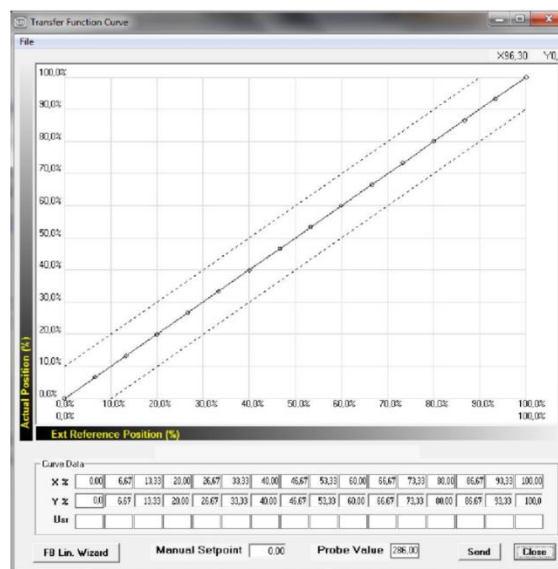 Transfer Function Curve
File
X96,30 Y0,
100,0%
90,0%
80,0%
70,0%
60,0%
50,0%
40,0%
30,0%
20,0%
10,0%
0,0%
Actual Position (%)
0,0% 10,0% 20,0% 30,0% 40,0% 50,0% 60,0% 70,0% 80,0% 90,0% 100,0%
0,0% 100,0%
Ext Reference Position (%)
Curve Data
X % 0.00 6,67 13,33 20,00 26,67 33,33 40,00 46,67 53,33 60,00 66,67 73,33 80,00 86,67 93,33 100,00
Y % 0,0 6,67 13,33 20,00 26,67 33,33 40,00 46,67 53,33 60,00 66,67 73,33 80,00 86,67 93,33 100,0
Usr
FB Lin. Wizard Manual Setpoint 0,00 Probe Value 286,00 Send Close